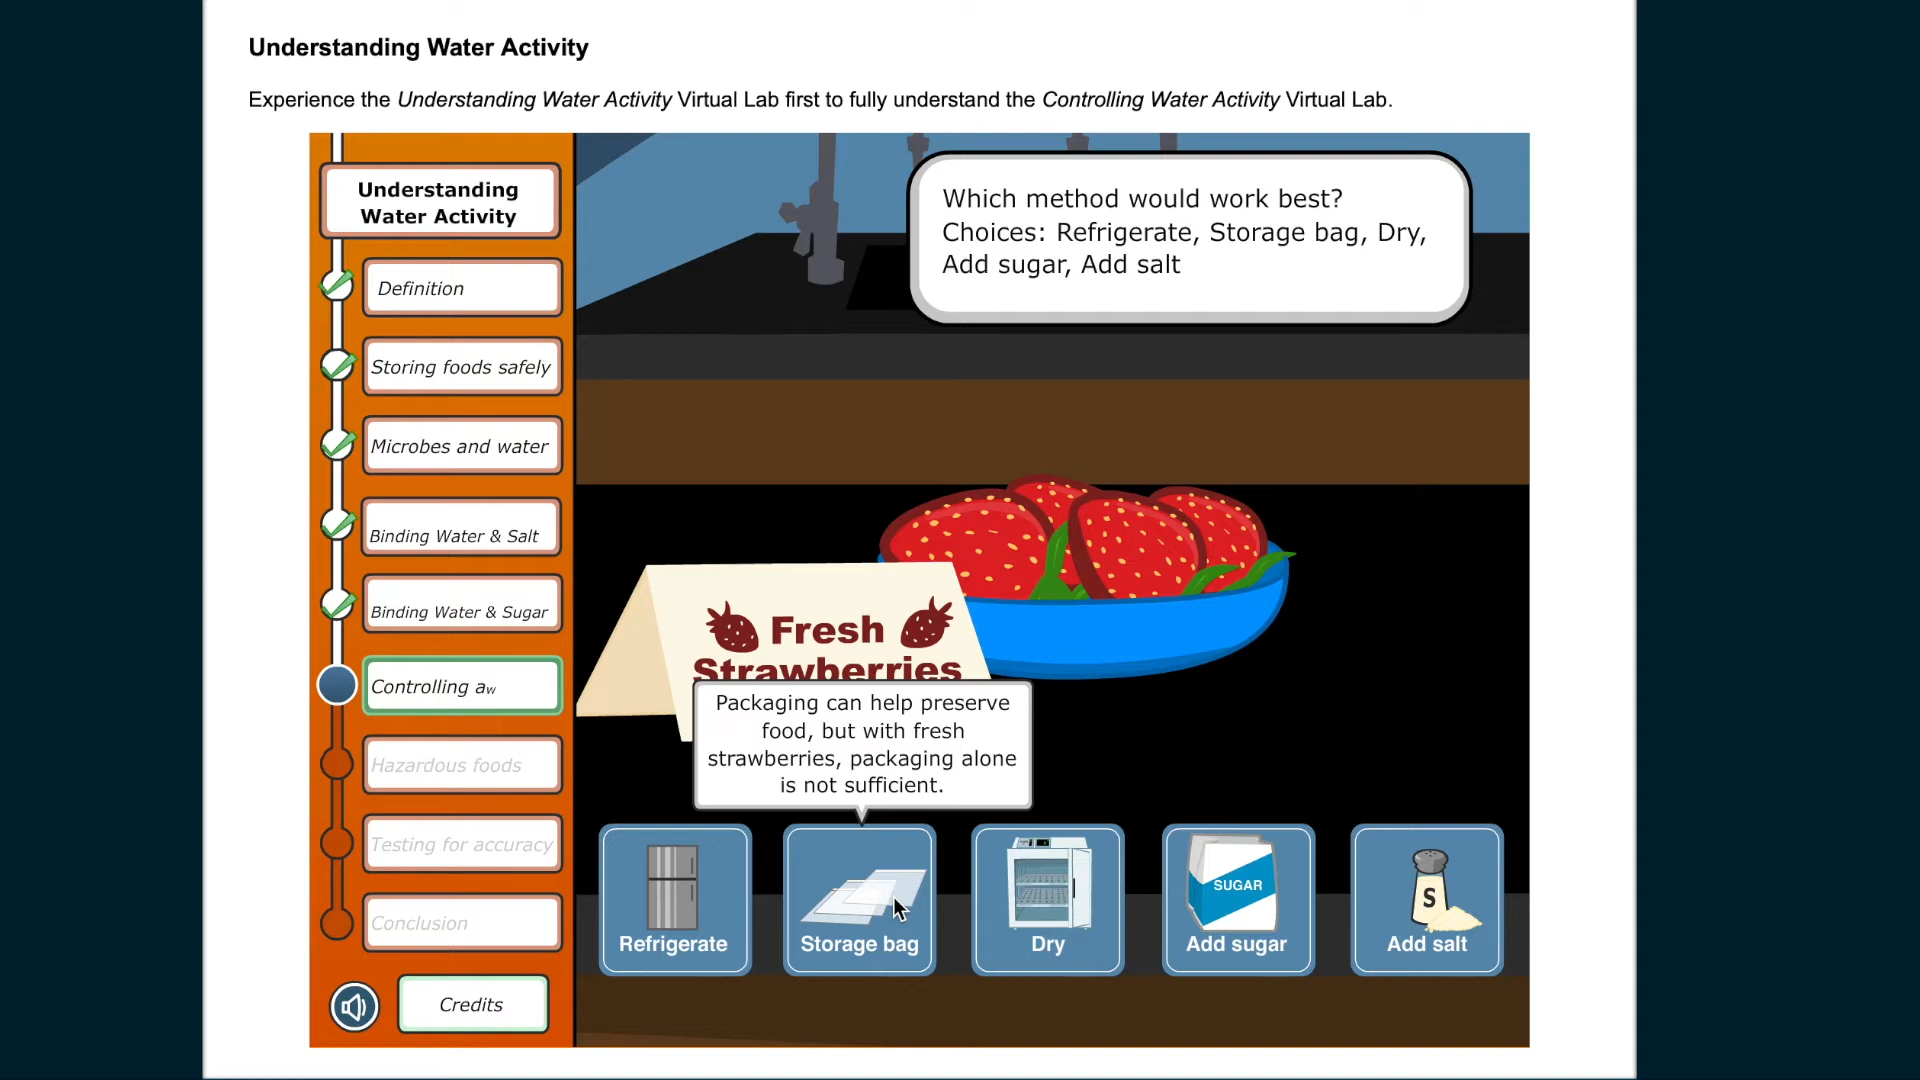 Understanding Water Activity
Experience the Understanding Water Activity Virtual Lab first to fully understand the Controlling Water Activity Virtual Lab.
Understanding
Water Activity
Definition
Storing foods safely
Microbes and water
Binding Water & Salt
Binding Water & Sugar
Controlling aw
Hazardous foods
Testing for accuracy
Conclusion
Credits
Which method would work best?
Choices: Refrigerate, Storage bag, Dry,
Add sugar, Add salt
Fresh
Strawberries
Packaging can help preserve
food, but with fresh
strawberries, packaging alone
is not sufficient.
Refrigerate
Storage bag
Dry
SUGAR
Add sugar
S
Add salt